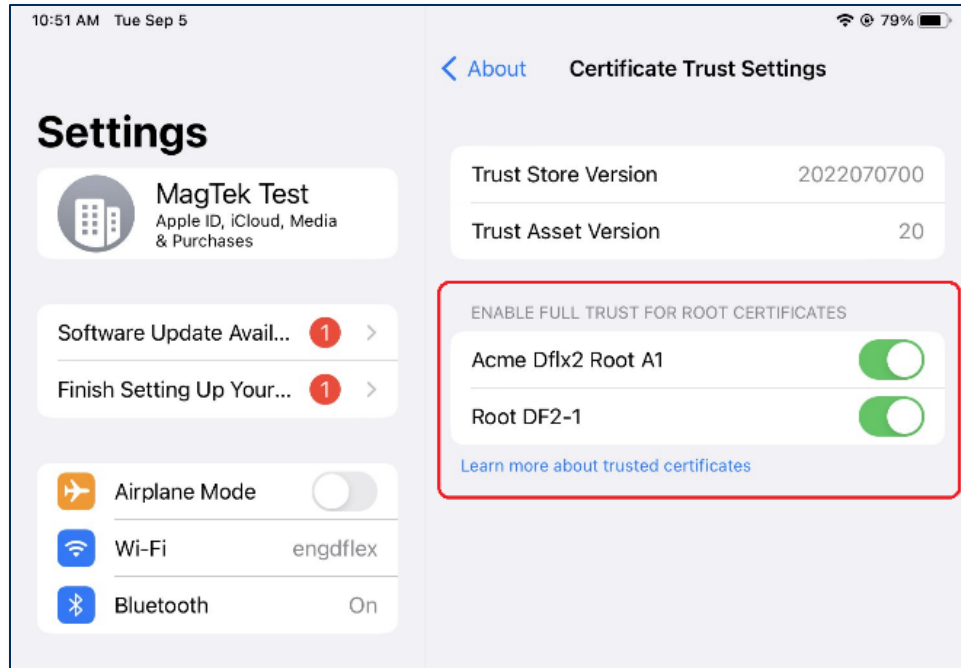 10:51 AM Tue Sep 5
79%
Settings
MagTek Test
Apple ID, iCloud, Media
& Purchases
Software Update Avail... 1
Finish Setting Up Your... 1
Airplane Mode
Wi-Fi engdflex
Bluetooth On
About
Certificate Trust Settings
Trust Store Version 2022070700
Trust Asset Version 20
ENABLE FULL TRUST FOR ROOT CERTIFICATES
Acme Dflx2 Root A1
Root DF2-1
Learn more about trusted certificates